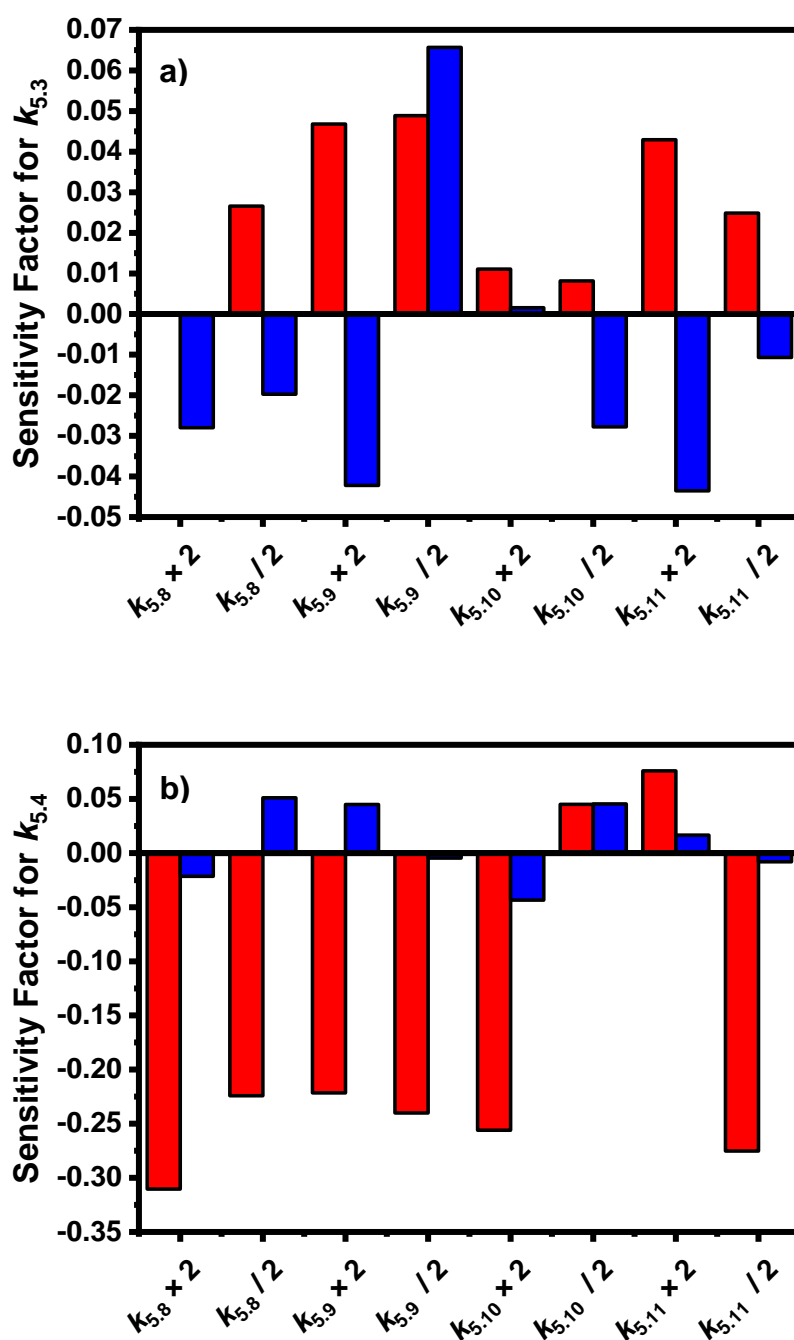 a)
Sensitivity Factor for k5.3
0.07
0.06
0.05
0.04
0.03
0.02
0.01
0.00
-0.01
-0.02
-0.03
-0.04
-0.05
k5.8 + 2
k5.8 / 2
k5.9 + 2
k5.9 / 2
k5.10 + 2
k5.10 / 2
k5.11 + 2
k5.11 / 2
b)
Sensitivity Factor for k5.4
0.10
0.05
0.00
-0.05
-0.10
-0.15
-0.20
-0.25
-0.30
-0.35
k5.8 + 2
k5.8 / 2
k5.9 + 2
k5.9 / 2
k5.10 + 2
k5.10 / 2
k5.11 + 2
k5.11 / 2